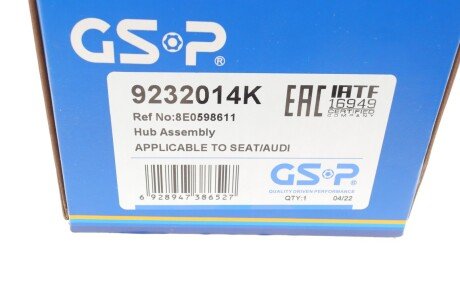 GSP®
9232014K
EAC IATF
16949
CERTIFIED
COMPANY
Ref No:8E0598611
Hub Assembly
APPLICABLE TO SEAT/AUDI
GSP®
QUALITY DRIVEN PERFORMANCE
6 928947 386527
QTY:1 04/22